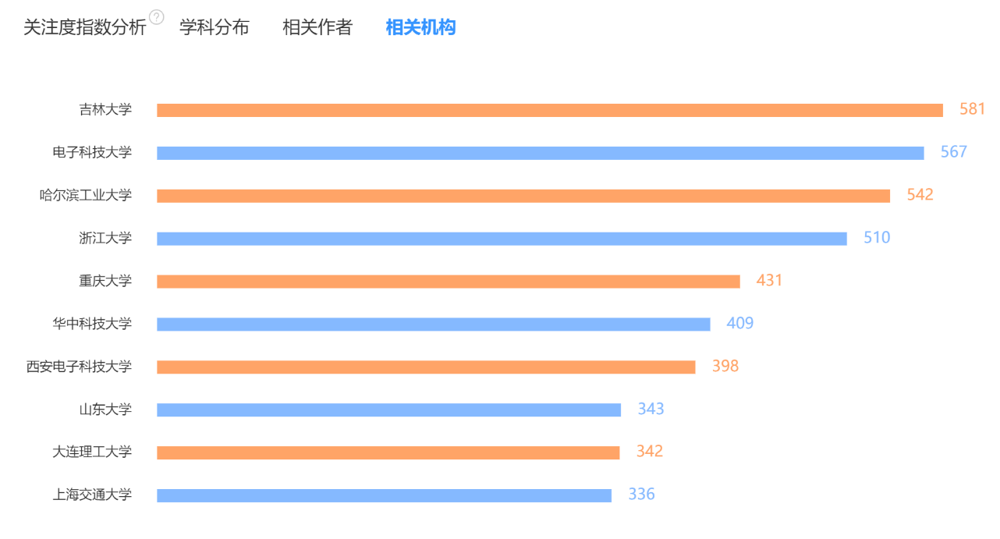 关注度指数分析 ? 学科分布 相关作者 相关机构
吉林大学 581
电子科技大学 567
哈尔滨工业大学 542
浙江大学 510
重庆大学 431
华中科技大学 409
西安电子科技大学 398
山东大学 343
大连理工大学 342
上海交通大学 336